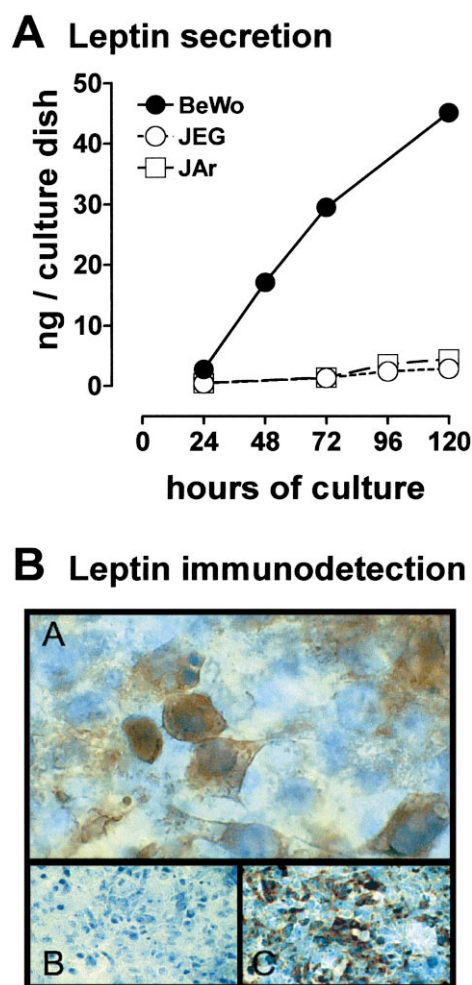 A Leptin secretion
50
BeWo
JEG
JAr
40
30
20
10
0
ng / culture dish
0 24 48 72 96 120
hours of culture
B Leptin immunodetection
A
B
C